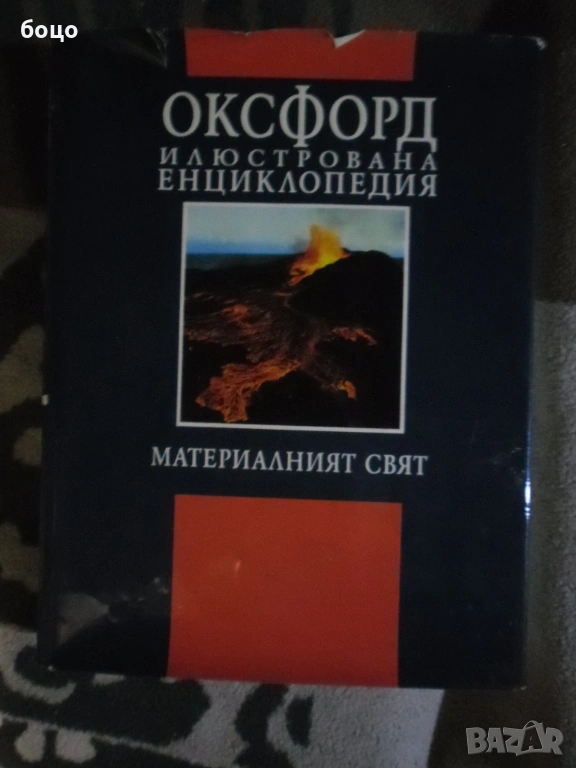 боцо
ОКСФОРД
ИЛЮСТРОВАНА
ЕНЦИКЛОПЕДИЯ
МАТЕРИАЛНИЯТ СВЯТ
BAZAR